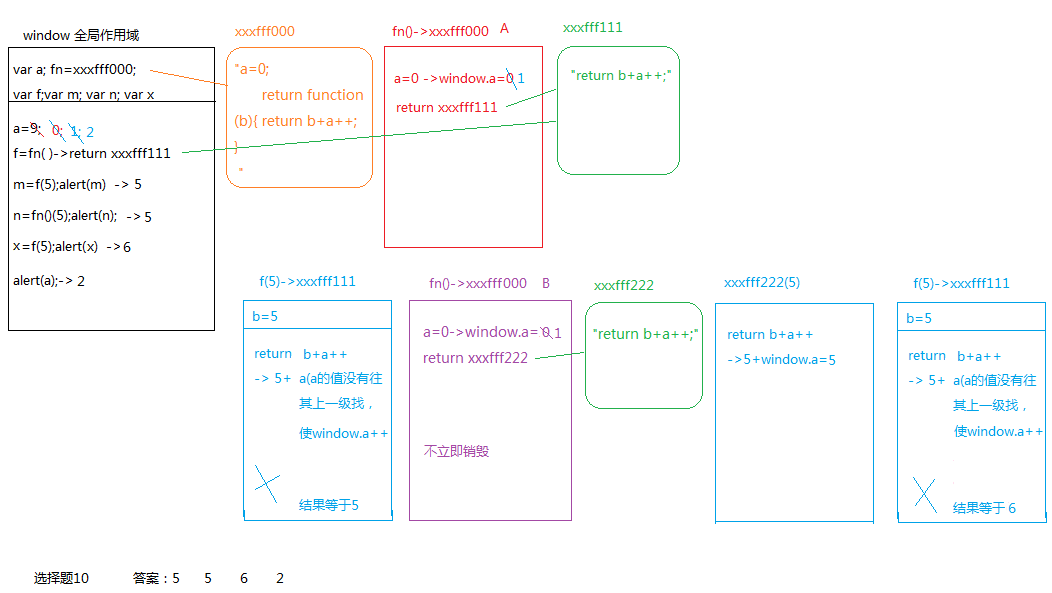 window 全局作用域
var a; fn=xxxfff000;
var f;var m; var n; var x
a=9; 0; 1; 2
f=fn( )->return xxxfff111
m=f(5);alert(m) -> 5
n=fn()(5);alert(n); ->5
x=f(5);alert(x) ->6
alert(a);-> 2
xxxfff000
"a=0;
return function
(b){ return b+a++;
}
"
fn()->xxxfff000 A
a=0 ->window.a=0 1
return xxxfff111
xxxfff111
"return b+a++;"
f(5)->xxxfff111
b=5
return b+a++
-> 5+ a(a的值没有往
其上一级找，
使window.a++
结果等于5
fn()->xxxfff000 B
a=0->window.a=0 1
return xxxfff222
不立即销毁
xxxfff222
"return b+a++;"
xxxfff222(5)
return b+a++
->5+window.a=5
f(5)->xxxfff111
b=5
return b+a++
-> 5+ a(a的值没有往
其上一级找，
使window.a++
结果等于 6
选择题10 答案：5 5 6 2